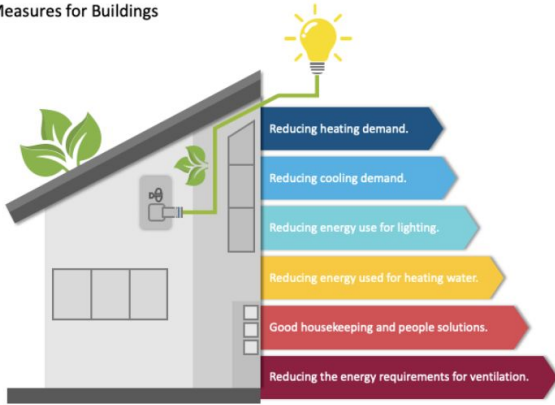 Measures for Buildings
Reducing heating demand.
Reducing cooling demand.
Reducing energy use for lighting.
Reducing energy used for heating water.
Good housekeeping and people solutions.
Reducing the energy requirements for ventilation.